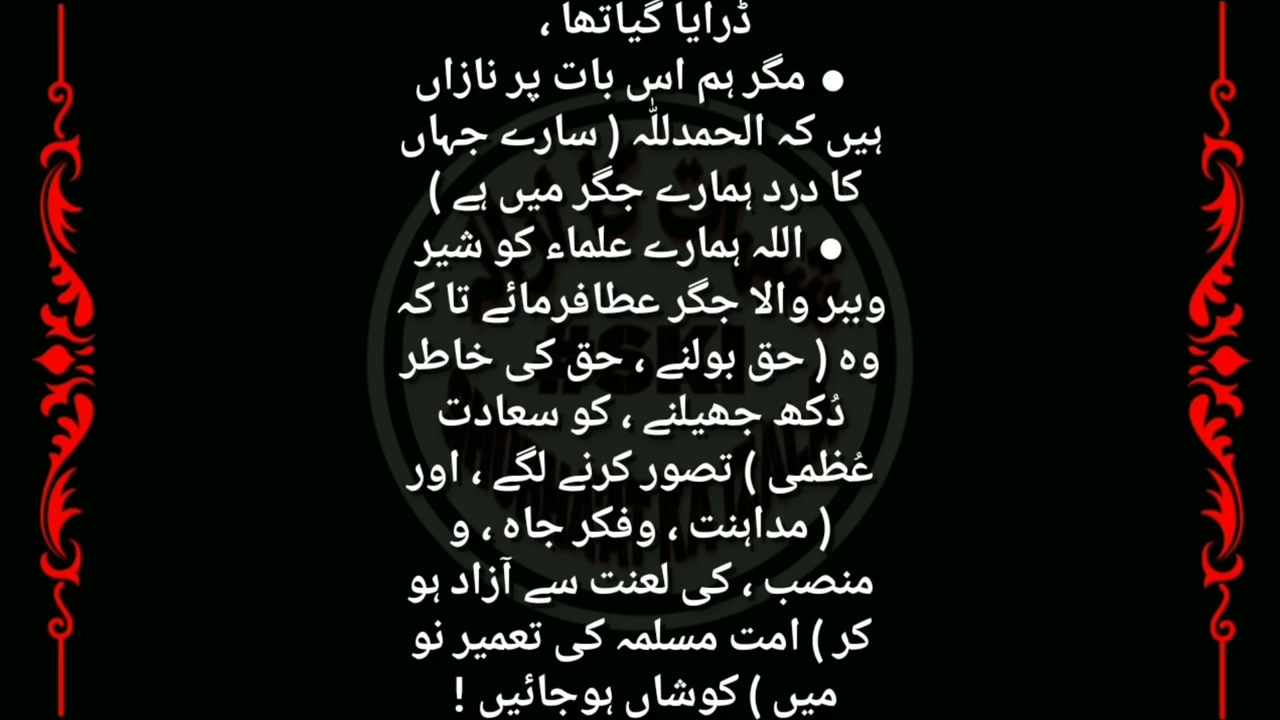 ڈرایا گیاتھا ،
● مگر ہم اس بات پر نازاں
ہیں کہ الحمدللّٰہ ( سارے جہاں
کا درد ہمارے جگر میں ہے )
● اللہ ہمارے علماء کو شیر
وببر والا جگر عطافرمائے تا کہ
وہ ( حق بولنے ، حق کی خاطر
دُکھ جھیلنے ، کو سعادت
عُظمی ) تصور کرنے لگے ، اور
( مداہنت ، وفکر جاہ ، و
منصب ، کی لعنت سے آزاد ہو
کر ) امت مسلمہ کی تعمیر نو
میں ) کوشاں ہوجائیں !
#SKI